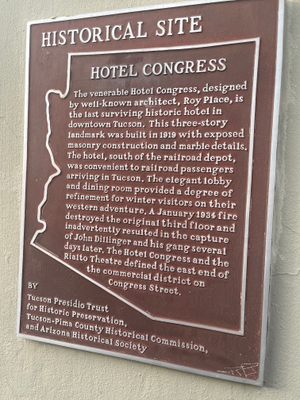 HISTORICAL SITE
HOTEL CONGRESS
The venerable Hotel Congress, designed
by well-known architect, Roy Place, is
the last surviving historic hotel in
downtown Tucson. This three-story
landmark was built in 1919 with exposed
masonry construction and marble details.
The hotel, south of the railroad depot,
was convenient to railroad passengers
arriving in Tucson. The elegant lobby
and dining room provided a degree of
refinement for winter visitors on their
western adventure. A January 1934 fire
destroyed the original third floor and
inadvertently resulted in the capture
of John Dillinger and his gang several
days later. The Hotel Congress and the
Rialto Theatre defined the east end of
the commercial district on
Congress Street.
BY
Tucson Presidio Trust
for Historic Preservation,
Tucson-Pima County Historical Commission,
and Arizona Historical Society